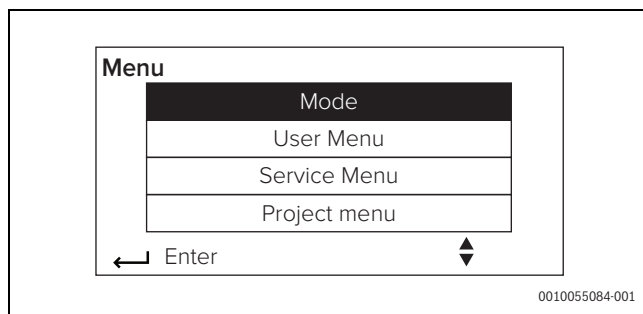 Menu
Mode
User Menu
Service Menu
Project menu
Enter
0010055084-001